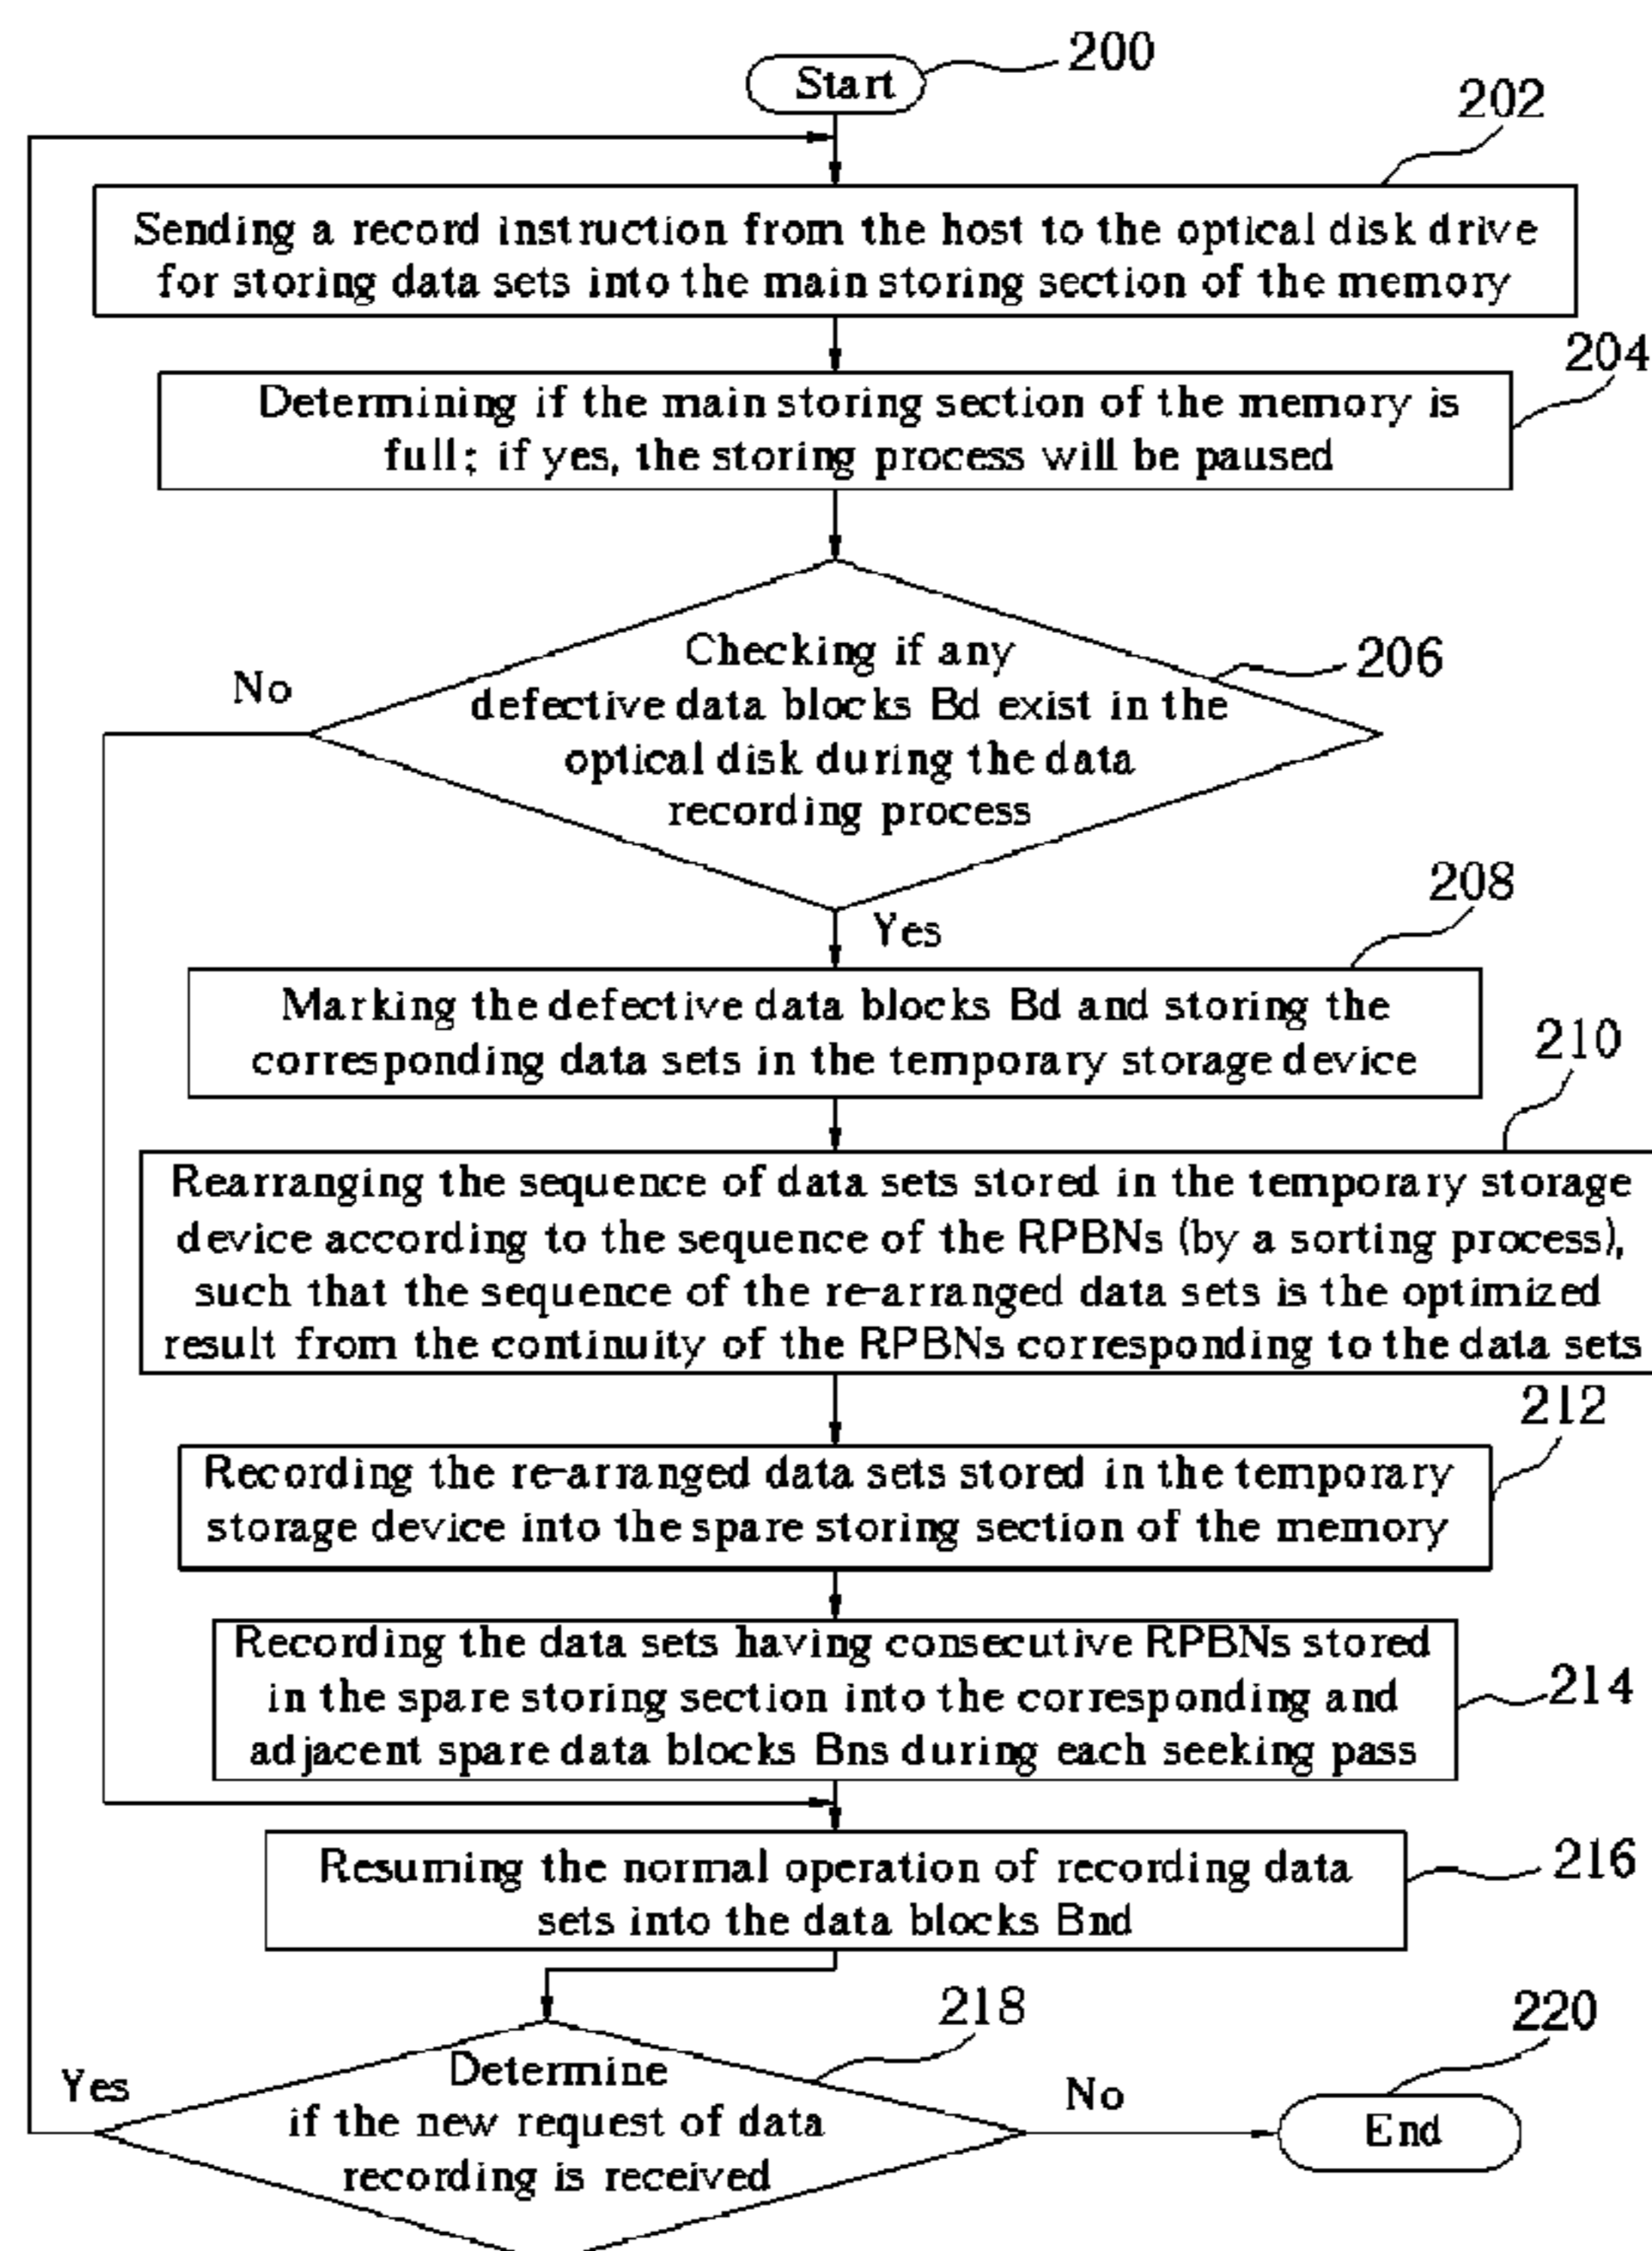 200
Start
202
Sending a record instruction from the host to the optical disk drive
for storing data sets into the main storing section of the memory
204
Determining if the main storing section of the memory is
full; if yes, the storing process will be paused
Checking if any
defective data blocks Bd exist in the
optical disk during the data
recording process
206
No
Yes
208
Marking the defective data blocks Bd and storing the
corresponding data sets in the temporary storage device
210
Rearranging the sequence of data sets stored in the temporary storage
device according to the sequence of the RPBNs (by a sorting process),
such that the sequence of the re-arranged data sets is the optimized
result from the continuity of the RPBNs corresponding to the data sets
212
Recording the re-arranged data sets stored in the temporary
storage device into the spare storing section of the memory
Recording the data sets having consecutive RPBNs stored
in the spare storing section into the corresponding and
adjacent spare data blocks Bns during each seeking pass
214
Resuming the normal operation of recording data
sets into the data blocks Bnd
216
218
Determine
if the new request of data
recording is received
Yes
No
220
End